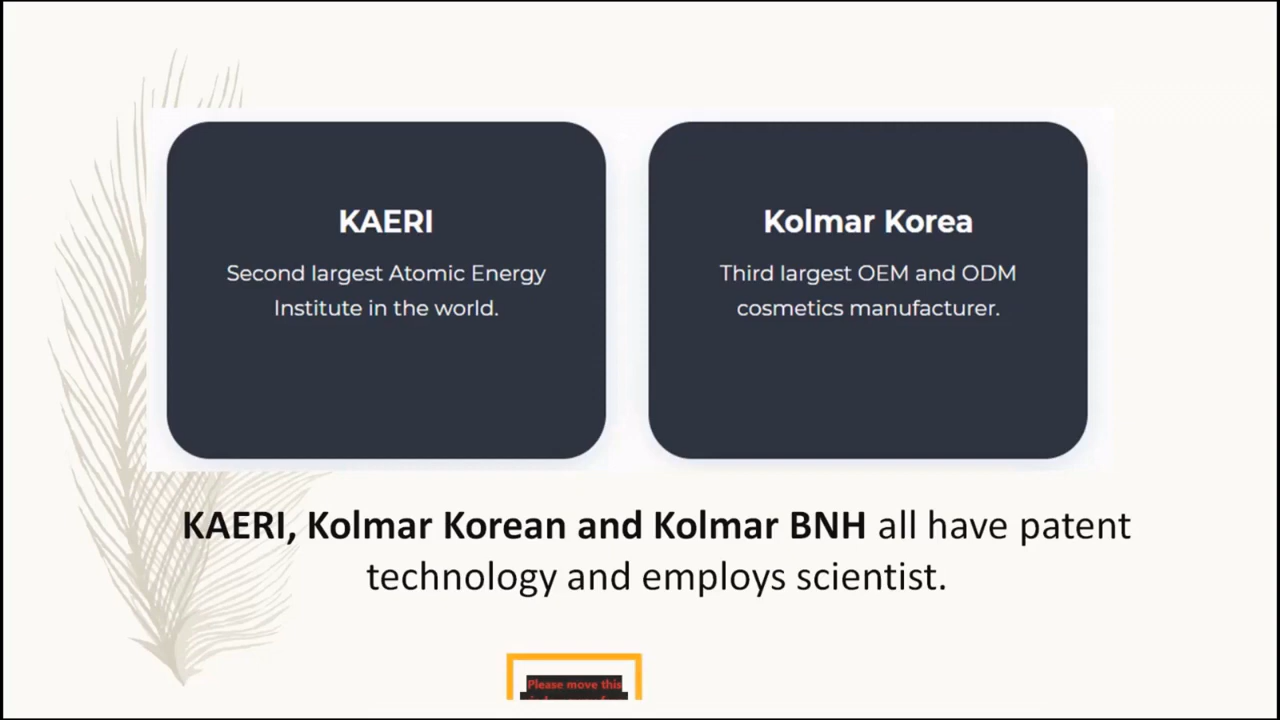 KAERI
Second largest Atomic Energy
Institute in the world.
Kolmar Korea
Third largest OEM and ODM
cosmetics manufacturer.
KAERI, Kolmar Korean and Kolmar BNH all have patent
technology and employs scientist.
Please move this